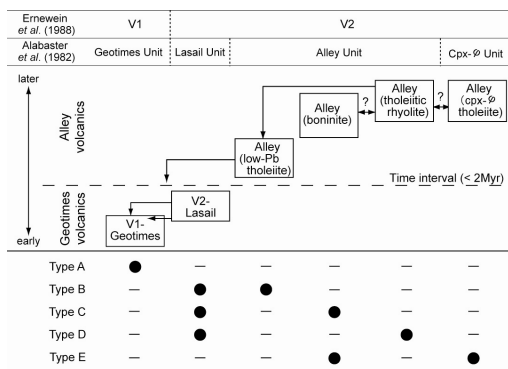 Ernewein et al. (1988) V1 V2
Alabaster et al. (1982) Geotimes Unit Lasail Unit Alley Unit Cpx-φ Unit
later
Alley volcanics
Alley (tholeiitic rhyolite)
?
Alley (cpx-φ tholeiite)
?
Alley (boninite)
Alley (low-Pb tholeiite)
Time interval (< 2Myr)
Geotimes volcanics
V2-Lasail
V1-Geotimes
early
Type A ● — — — — —
Type B — ● ● — — —
Type C — ● — ● — —
Type D — ● — — ● —
Type E — — — ● — ●